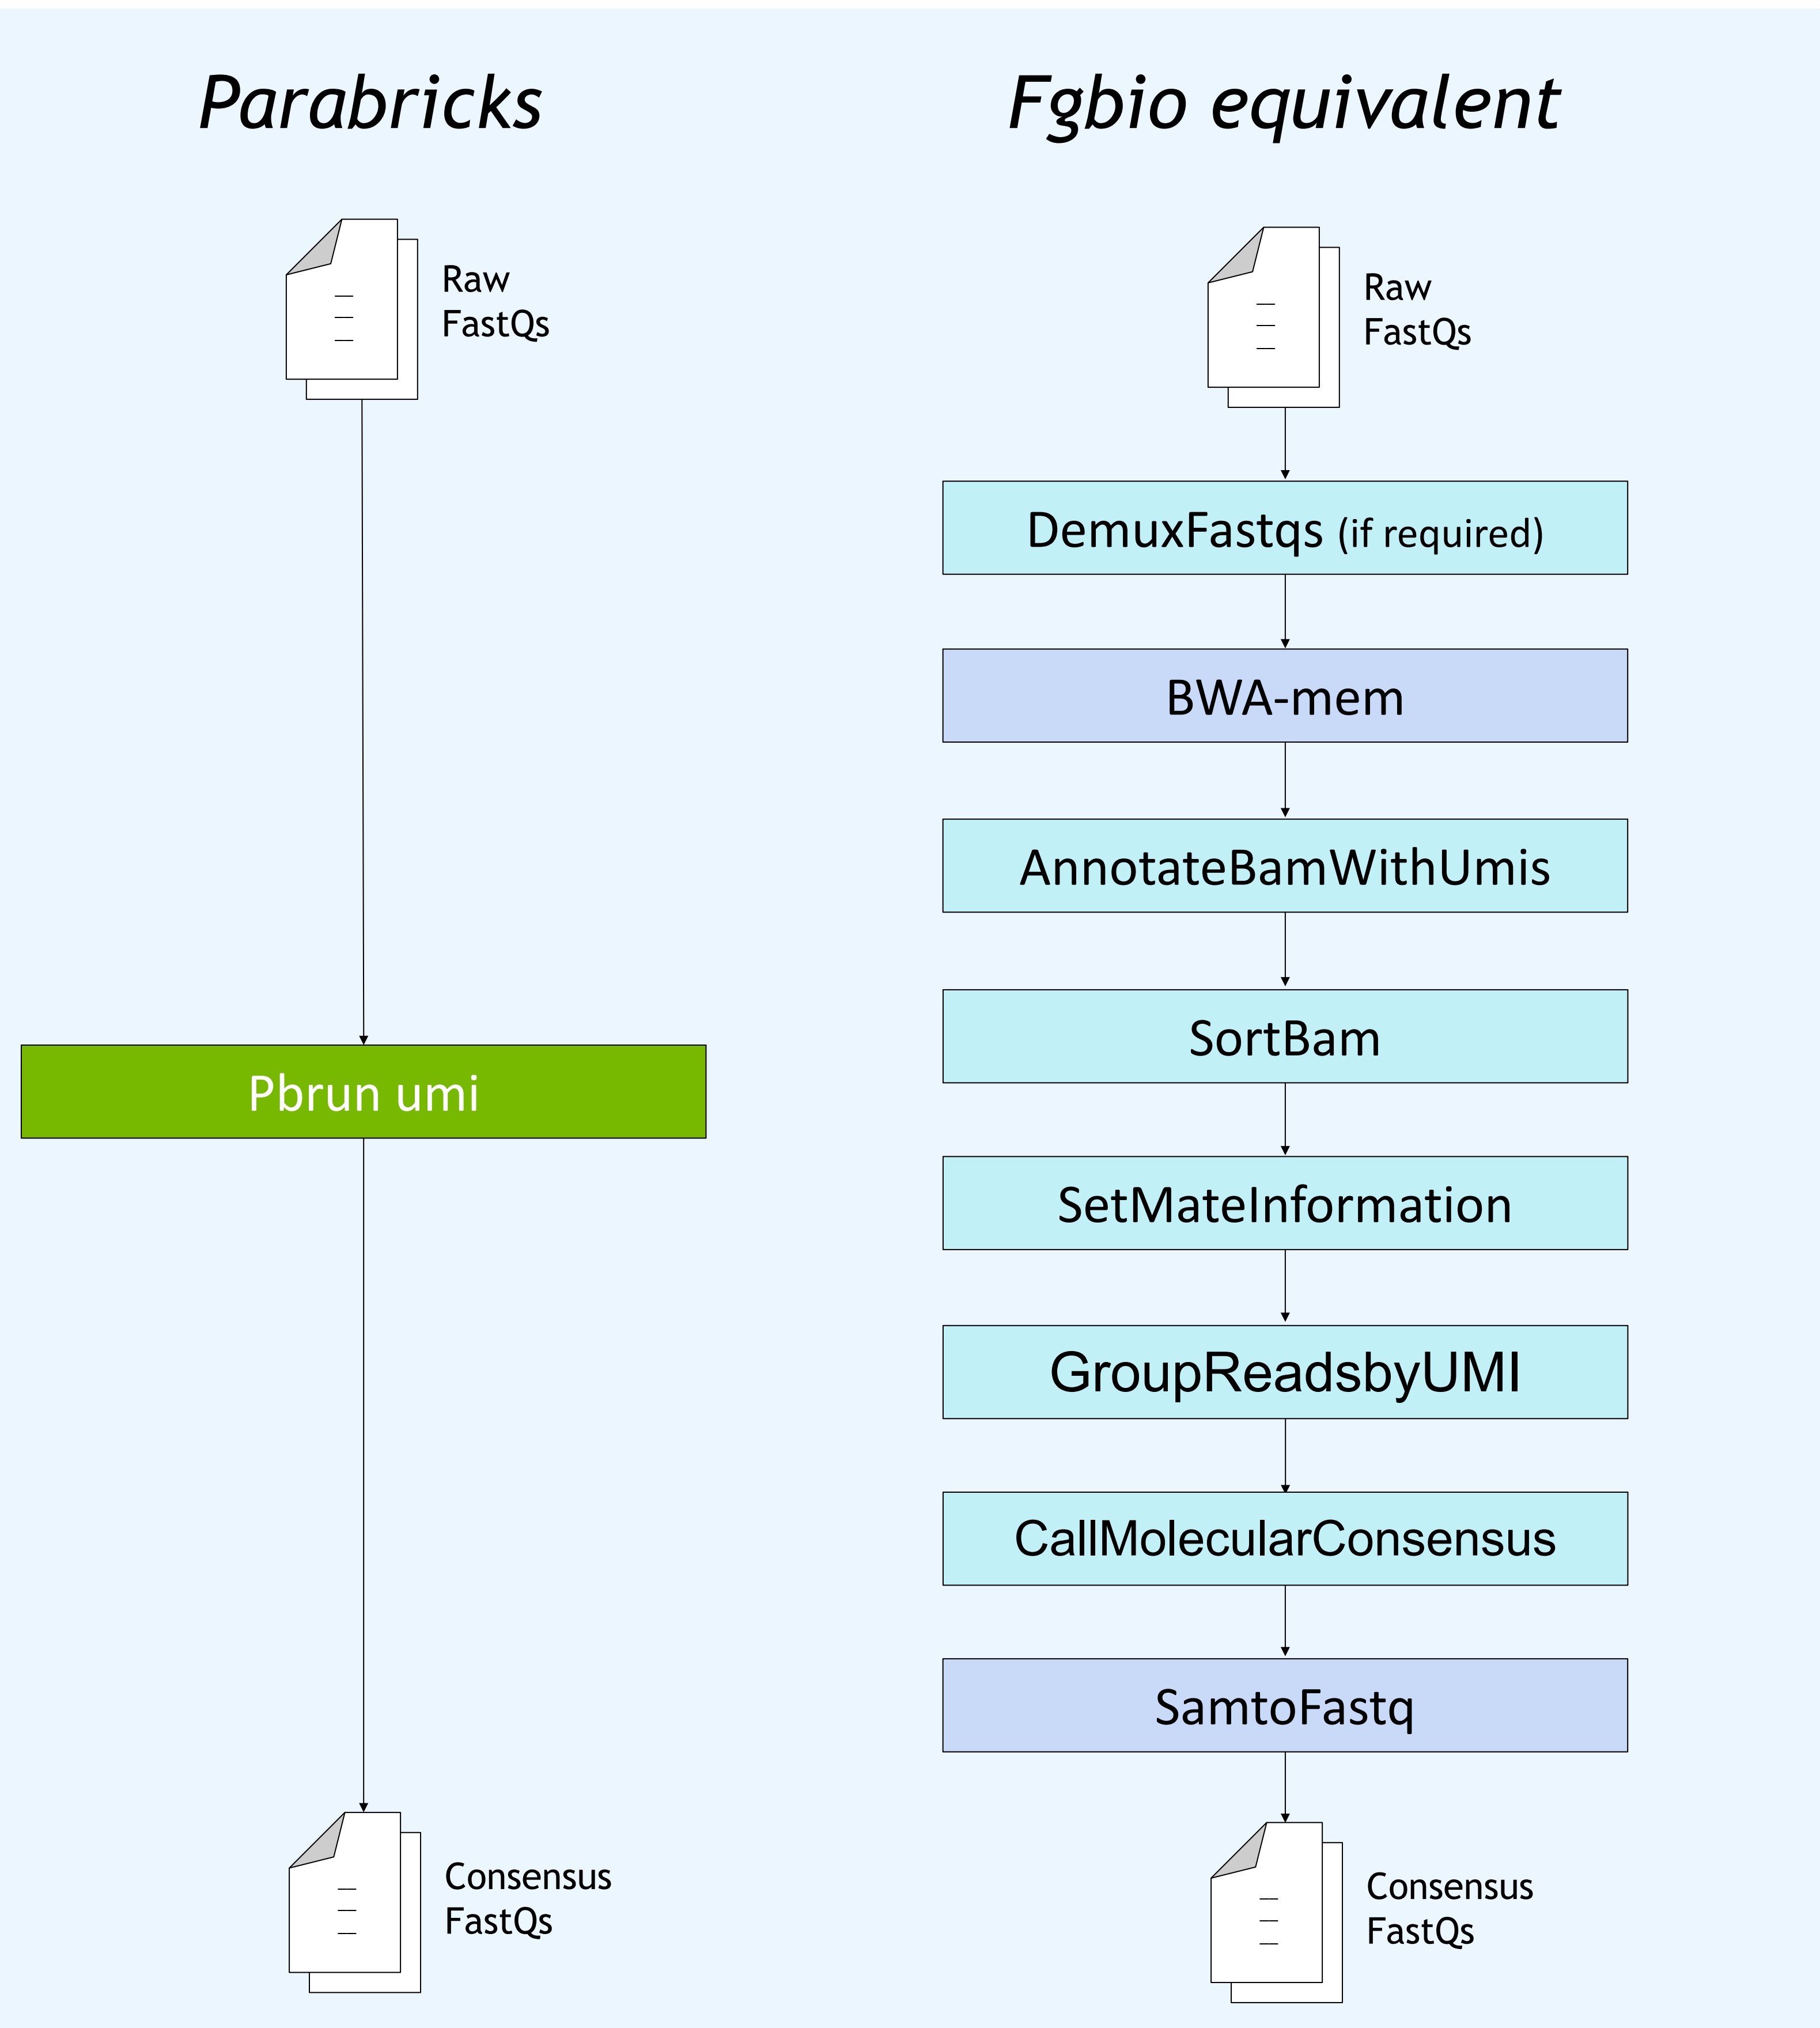 Parabricks
Raw
FastQs
Pbrun umi
Consensus
FastQs
Fgbio equivalent
Raw
FastQs
DemuxFastqs (if required)
BWA-mem
AnnotateBamWithUmis
SortBam
SetMateInformation
GroupReadsbyUMI
CallMolecularConsensus
SamtoFastq
Consensus
FastQs